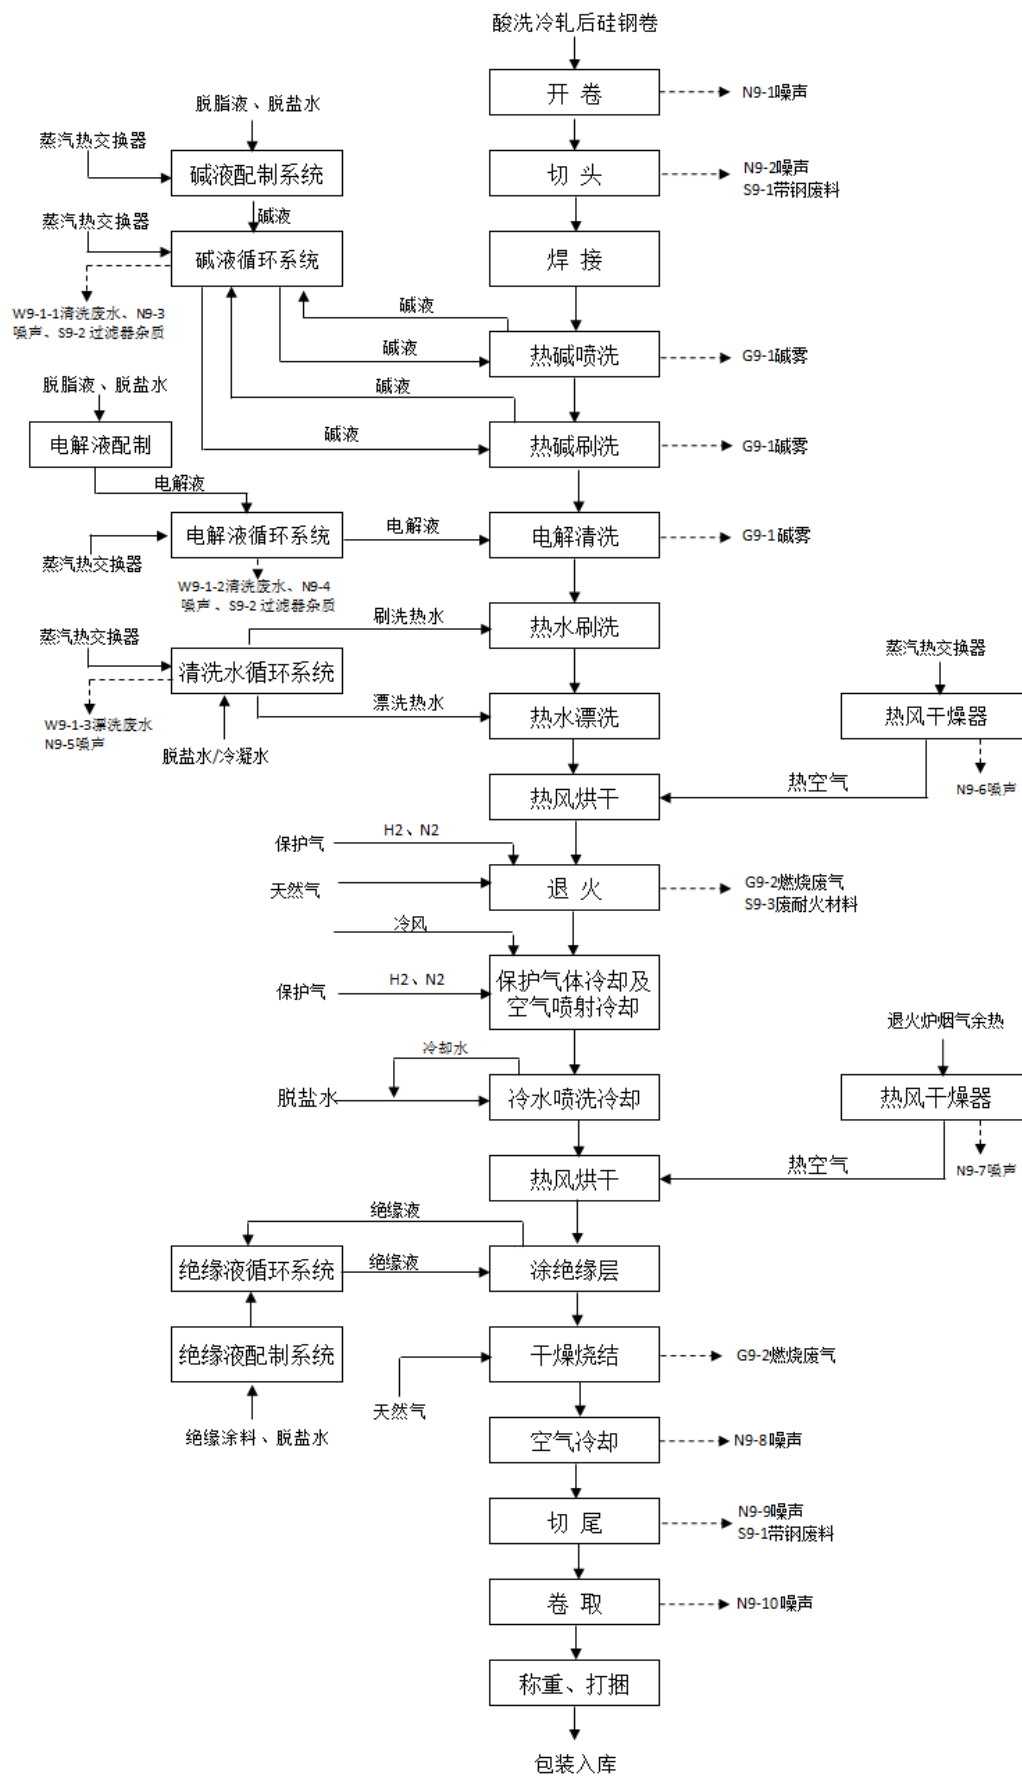 酸洗冷轧后硅钢卷
开 卷
N9-1噪声
脱脂液、脱盐水
蒸汽热交换器
碱液配制系统
切 头
N9-2噪声
S9-1带钢废料
碱液
蒸汽热交换器
碱液循环系统
焊 接
W9-1-1清洗废水、N9-3
噪声、S9-2 过滤器杂质
碱液
碱液
热碱喷洗
G9-1碱雾
脱脂液、脱盐水
碱液
电解液配制
碱液
热碱刷洗
G9-1碱雾
电解液
电解液循环系统
电解液
电解清洗
G9-1碱雾
蒸汽热交换器
W9-1-2清洗废水、N9-4
噪声、S9-2 过滤器杂质
刷洗热水
热水刷洗
蒸汽热交换器
清洗水循环系统
蒸汽热交换器
W9-1-3漂洗废水
N9-5噪声
漂洗热水
热水漂洗
热风干燥器
脱盐水/冷凝水
热风烘干
热空气
N9-6噪声
保护气
H2、N2
天然气
退 火
G9-2燃烧废气
S9-3废耐火材料
冷风
保护气
H2、N2
保护气体冷却及
空气喷射冷却
退火炉烟气余热
冷却水
脱盐水
冷水喷洗冷却
热风干燥器
热风烘干
热空气
N9-7噪声
绝缘液
绝缘液循环系统
绝缘液
涂绝缘层
绝缘液配制系统
干燥烧结
G9-2燃烧废气
天然气
绝缘涂料、脱盐水
空气冷却
N9-8噪声
切 尾
N9-9噪声
S9-1带钢废料
卷 取
N9-10噪声
称重、打捆
包装入库